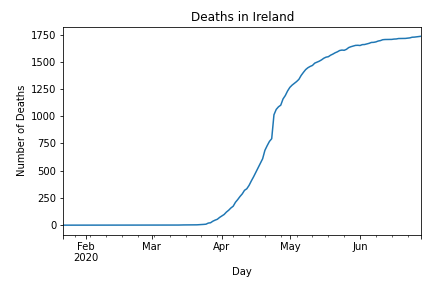 Deaths in Ireland
1750
1500
1250
1000
750
500
250
0
Number of Deaths
Feb
2020
Mar
Apr
May
Jun
Day